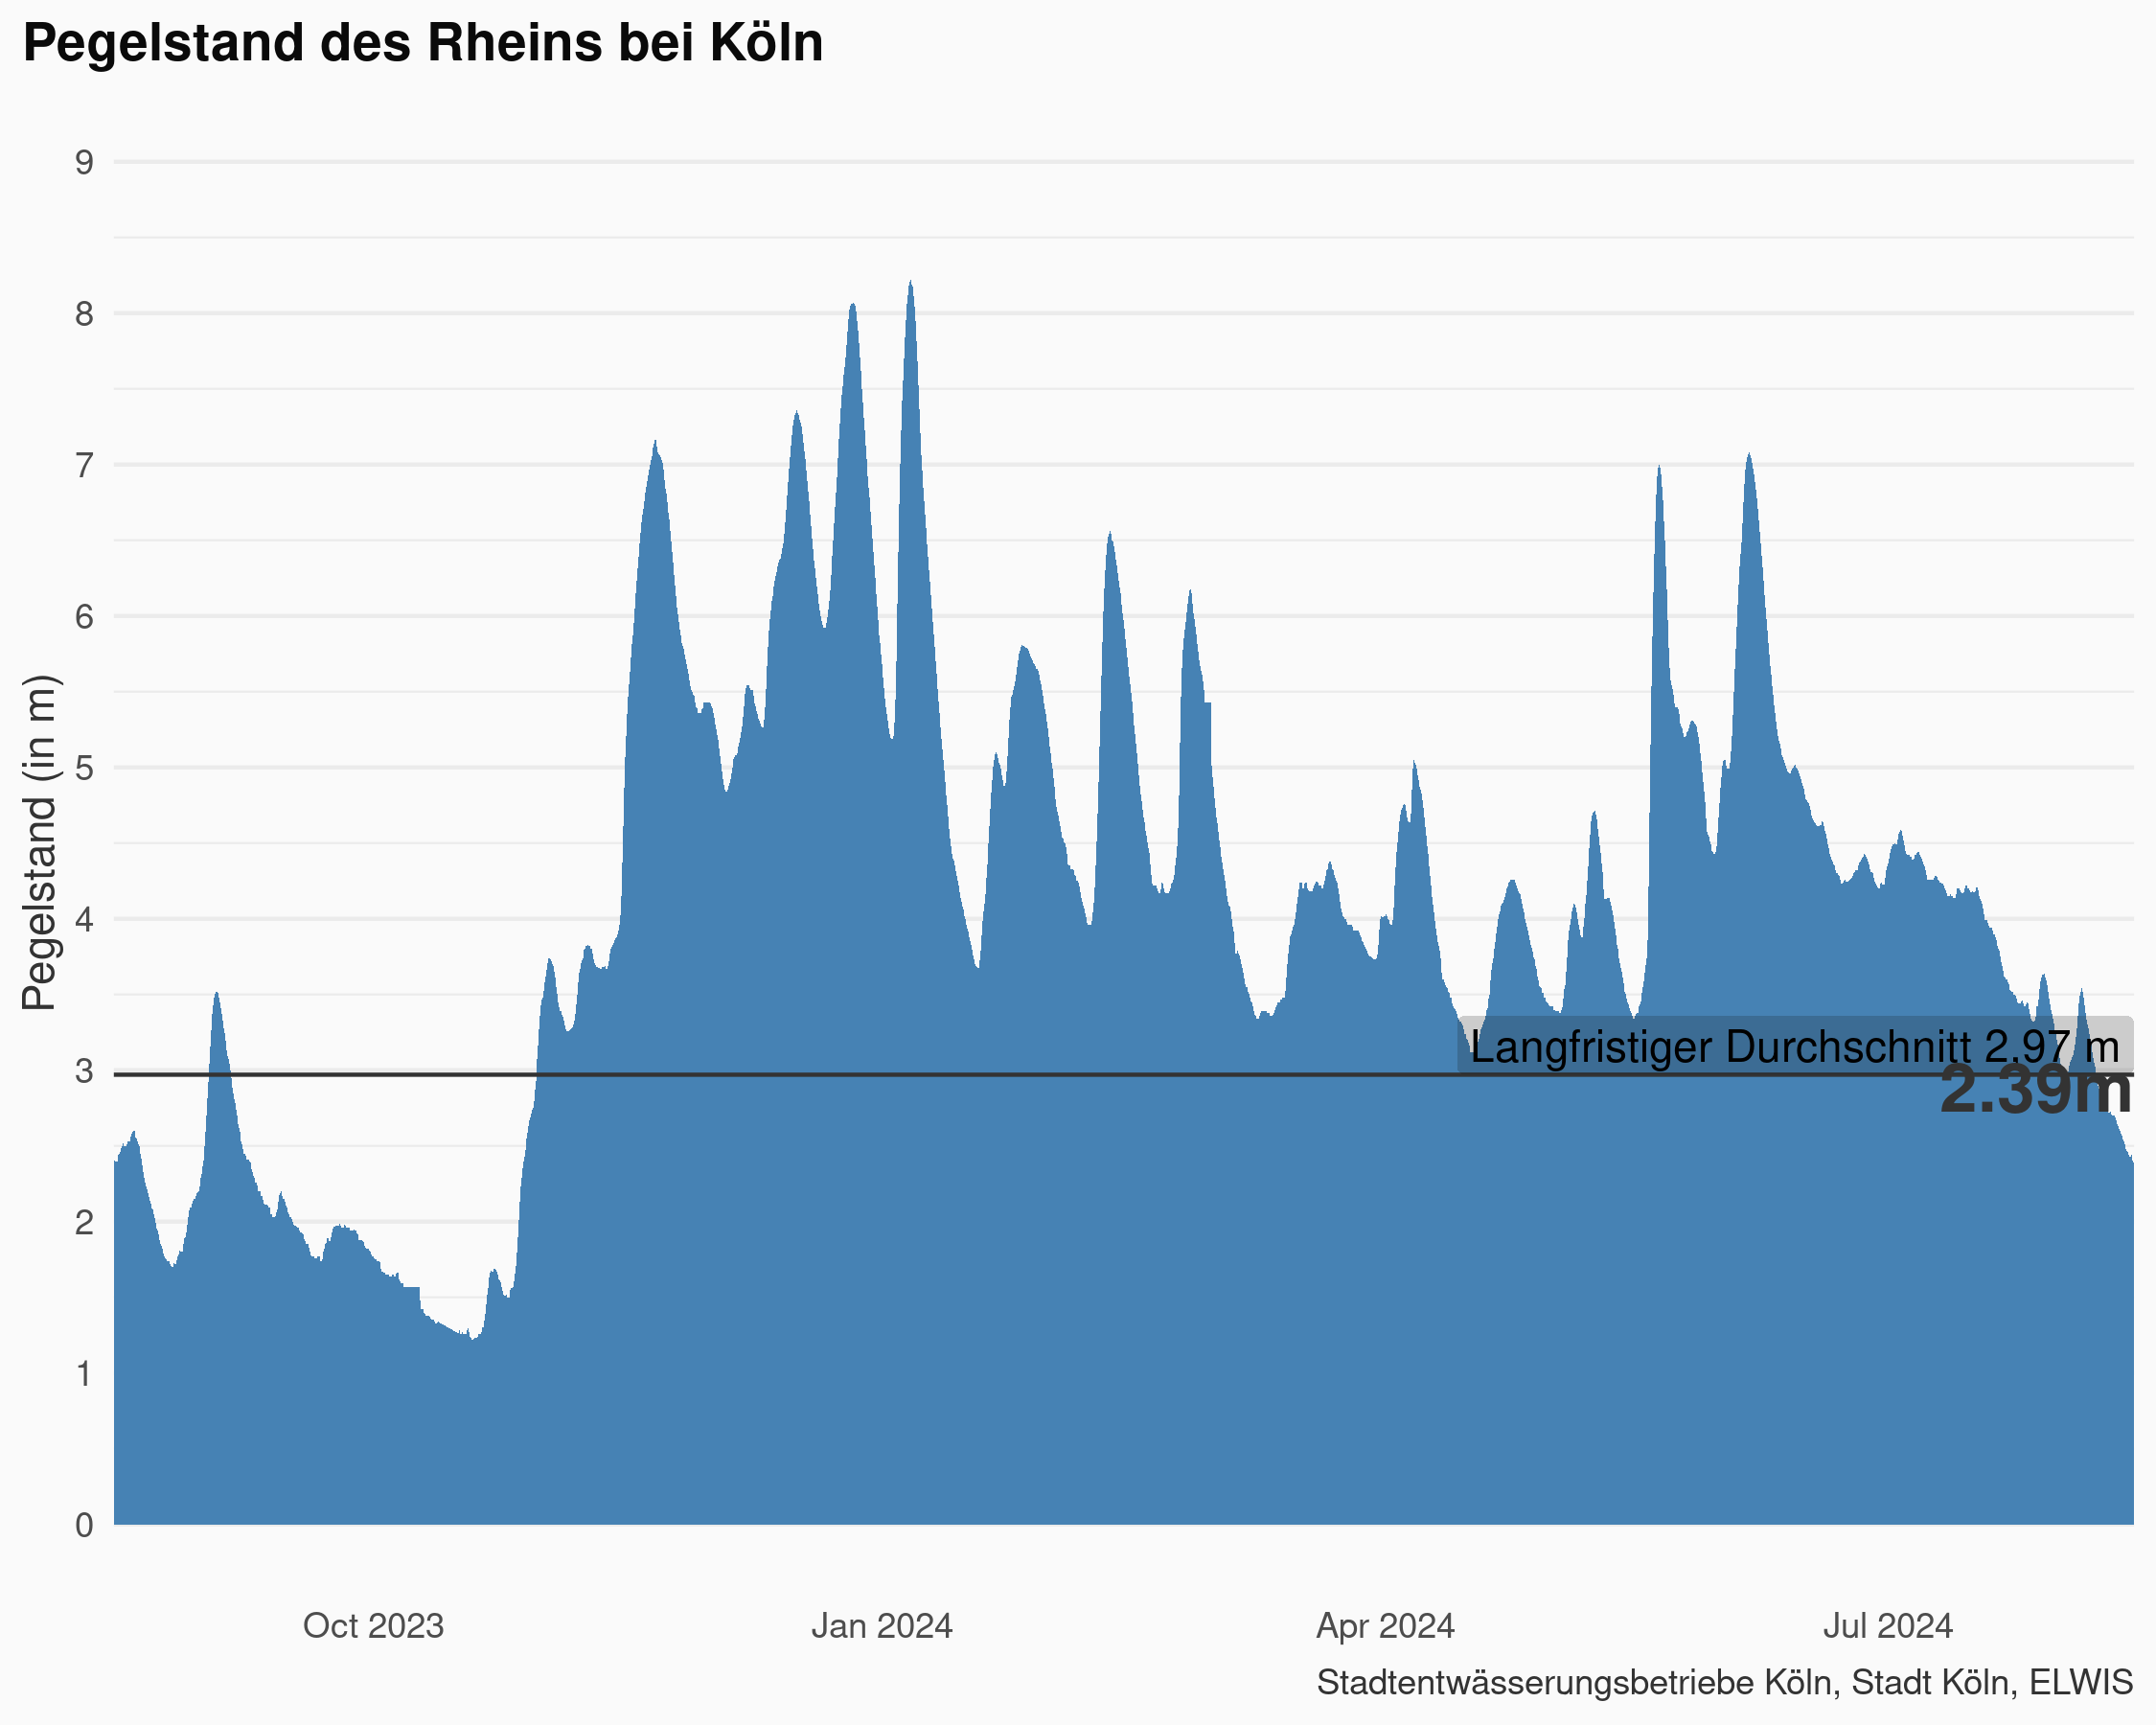 Pegelstand des Rheins bei Köln
Pegelstand (in m)
9
8
7
6
5
4
3
2
1
0
Langfristiger Durchschnitt 2,97 m
2.39m
Oct 2023
Jan 2024
Apr 2024
Jul 2024
Stadtentwässerungsbetriebe Köln, Stadt Köln, ELWIS